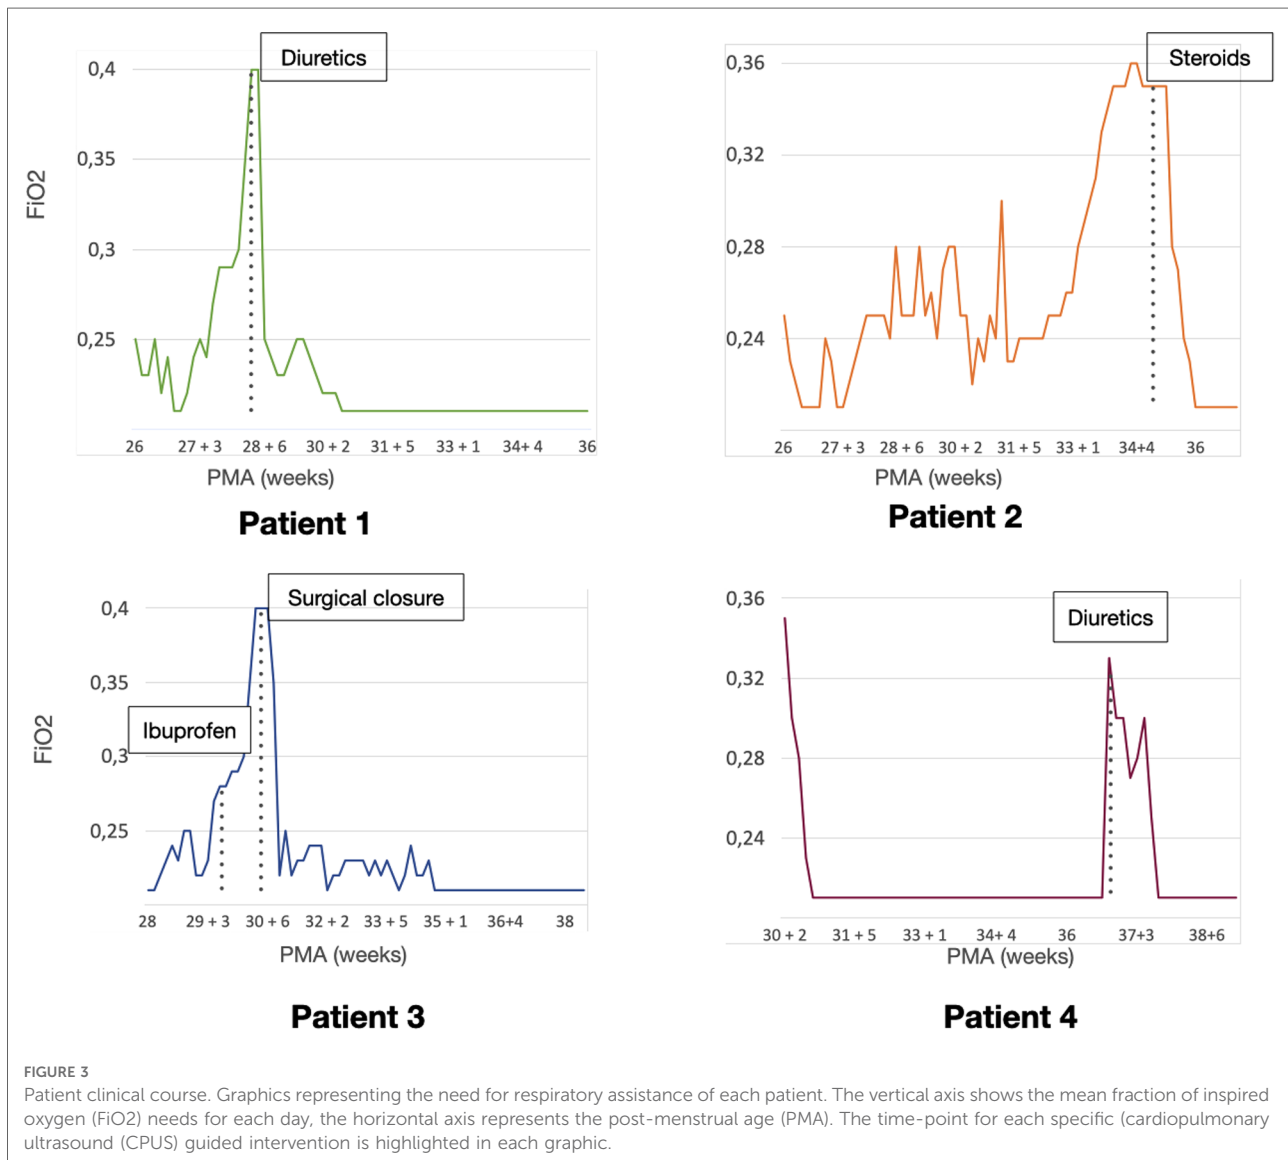 Diuretics
0,4
0,35
0,3
0,25
FiO2
26 27 + 3 28 + 6 30 + 2 31 + 5 33 + 1 34+ 4 36
PMA (weeks)
Patient 1
Steroids
0,36
0,32
0,28
0,24
26 27 + 3 28 + 6 30 + 2 31 + 5 33 + 1 34+4 36
PMA (weeks)
Patient 2
Surgical closure
Ibuprofen
0,4
0,35
0,3
0,25
FiO2
28 29 + 3 30 + 6 32 + 2 33 + 5 35 + 1 36+4 38
PMA (weeks)
Patient 3
Diuretics
0,36
0,32
0,28
0,24
30 + 2 31 + 5 33 + 1 34+ 4 36 37+3 38+6
PMA (weeks)
Patient 4
FIGURE 3
Patient clinical course. Graphics representing the need for respiratory assistance of each patient. The vertical axis shows the mean fraction of inspired
oxygen (FiO2) needs for each day, the horizontal axis represents the post-menstrual age (PMA). The time-point for each specific (cardiopulmonary
ultrasound (CPUS) guided intervention is highlighted in each graphic.